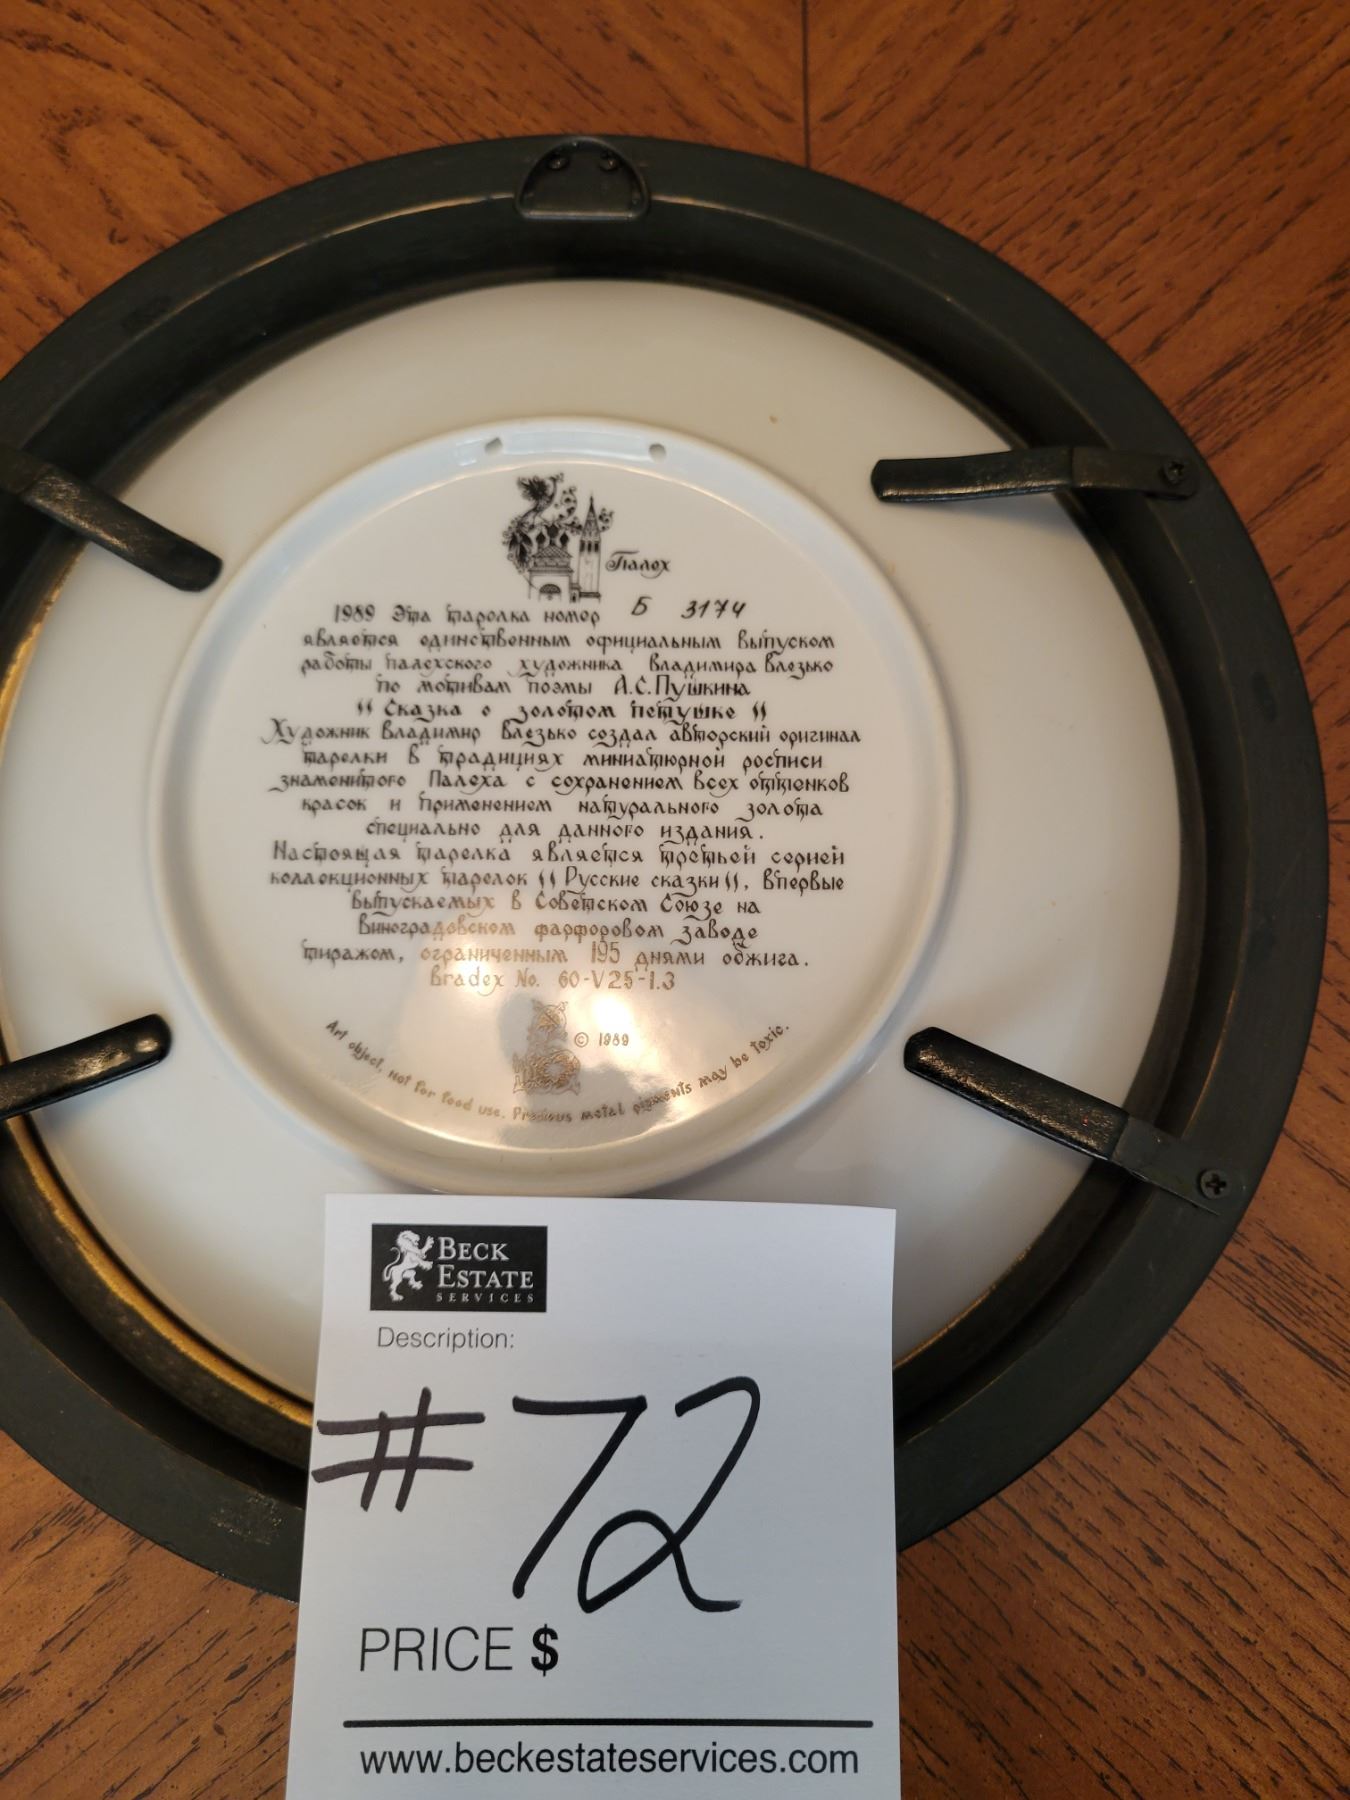 Палех
1989 Эта тарелка номер Б 3174
является единственным официальным выпуском
работы палехского художника Владимира Влезько
по мотивам поэмы А.С.Пушкина
"Сказка о золотом петушке"
Художник Владимир Влезько создал авторский оригинал
тарелки в традициях миниатюрной росписи
знаменитого Палеха с сохранением всех оттенков
красок и применением натурального золота
специально для данного издания.
Настоящая тарелка является третьей серией
коллекционных тарелок "Русские сказки", впервые
выпускаемых в Советском Союзе на
Виноградовском фарфоровом заводе
тиражом, ограниченным 195 днями обжига.
Bradex No. 60-V25-1.3
© 1989
Art object, not for food use. Precious metal pigments may be toxic.
BECK
ESTATE
SERVICES
Description:
#72
PRICE $
www.beckestateservices.com